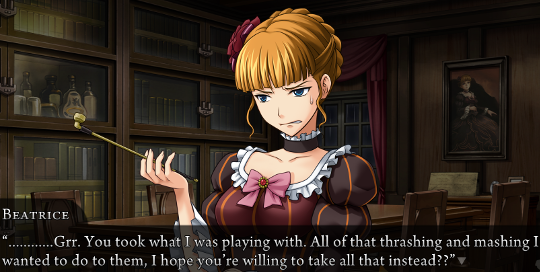 Beatrice
“............Grr. You took what I was playing with. All of that thrashing and mashing I
wanted to do to them, I hope you're willing to take all that instead??”